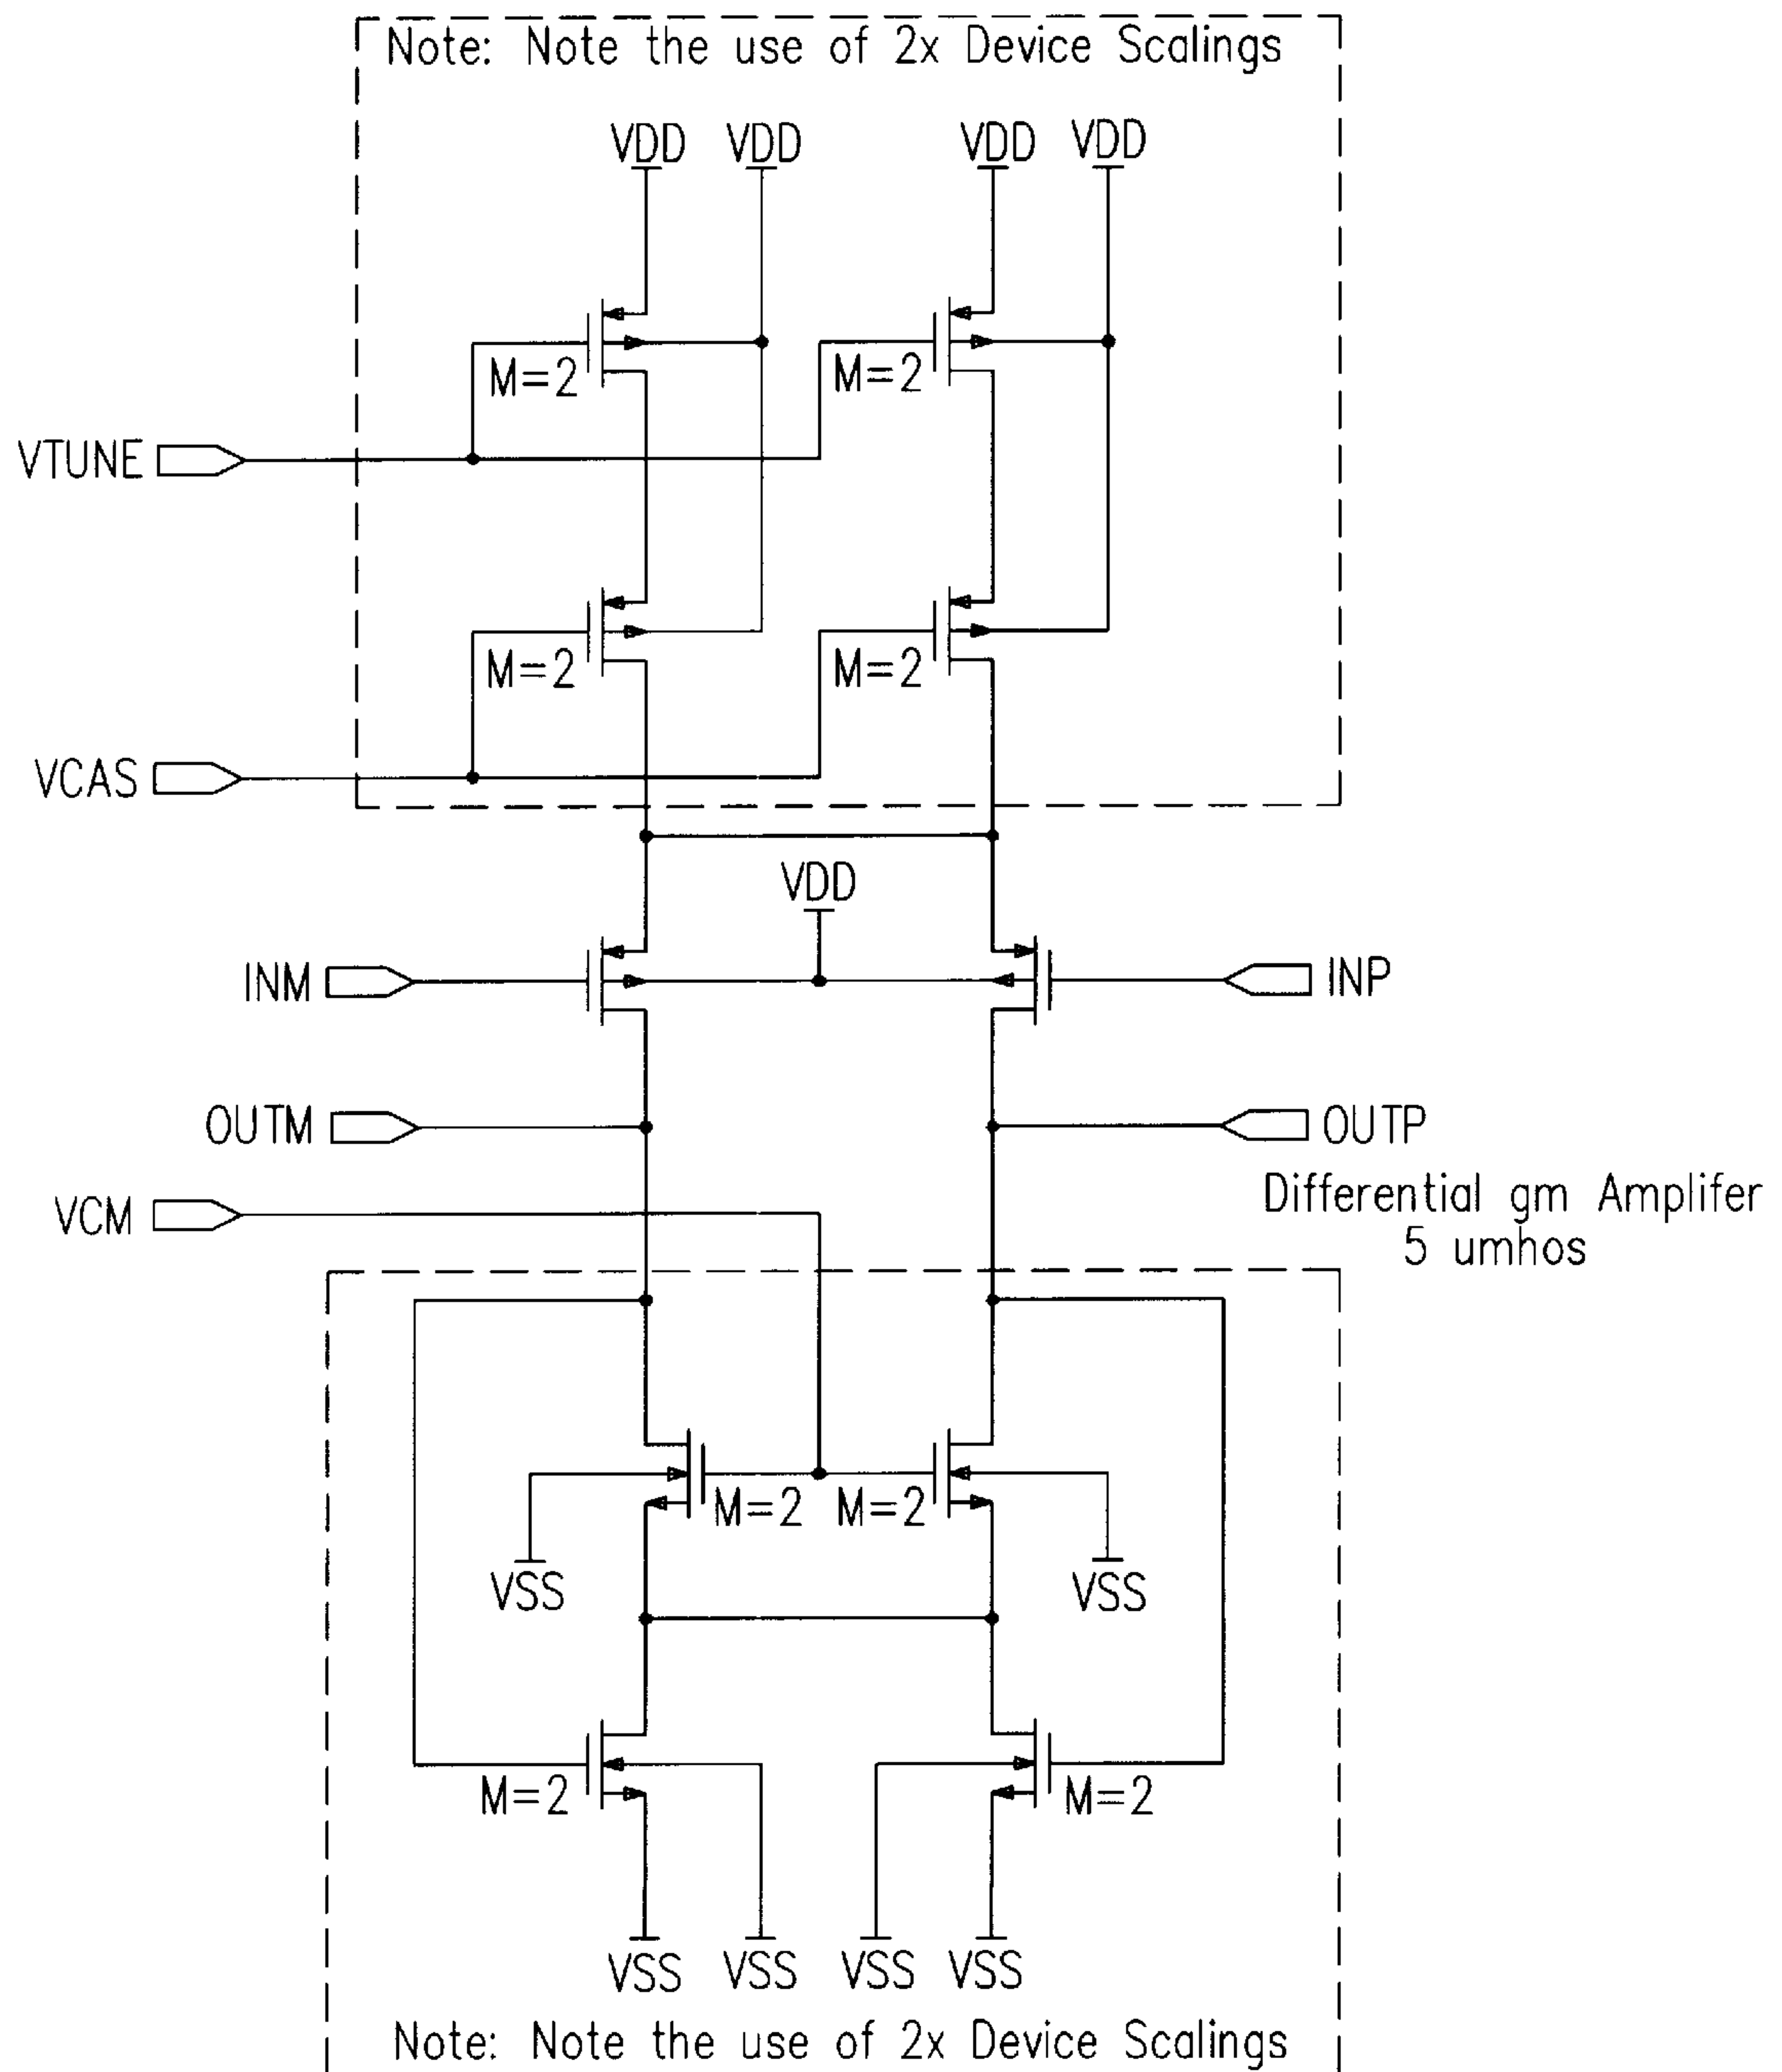 Note: Note the use of 2x Device Scalings
VDD VDD VDD VDD
M=2 M=2
VTUNE
M=2 M=2
VCAS
VDD
INM INP
OUTM OUTP
Differential gm Amplifer
5 umhos
VCM
M=2 M=2
VSS VSS
M=2 M=2
VSS VSS VSS VSS
Note: Note the use of 2x Device Scalings